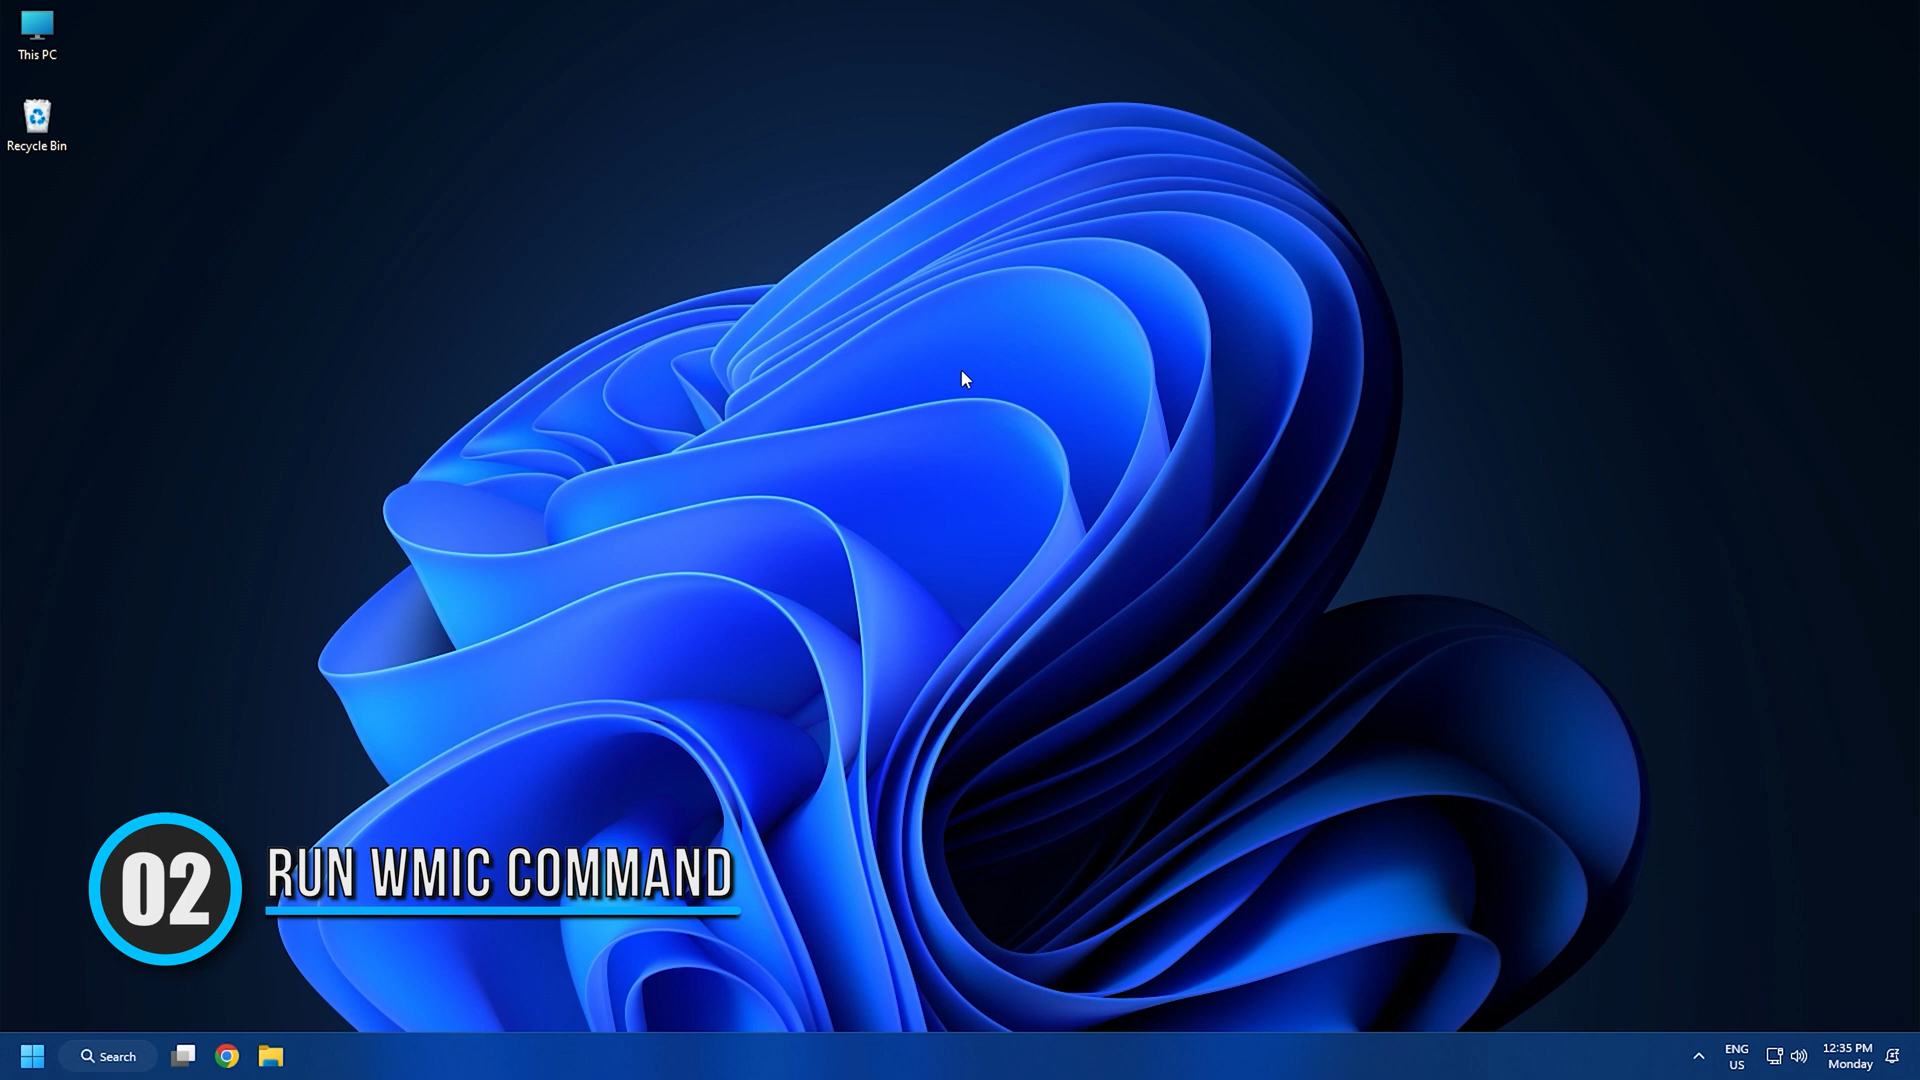 This PC
Recycle Bin
02
RUN WMIC COMMAND
Search
ENG
US
12:35 PM
Monday